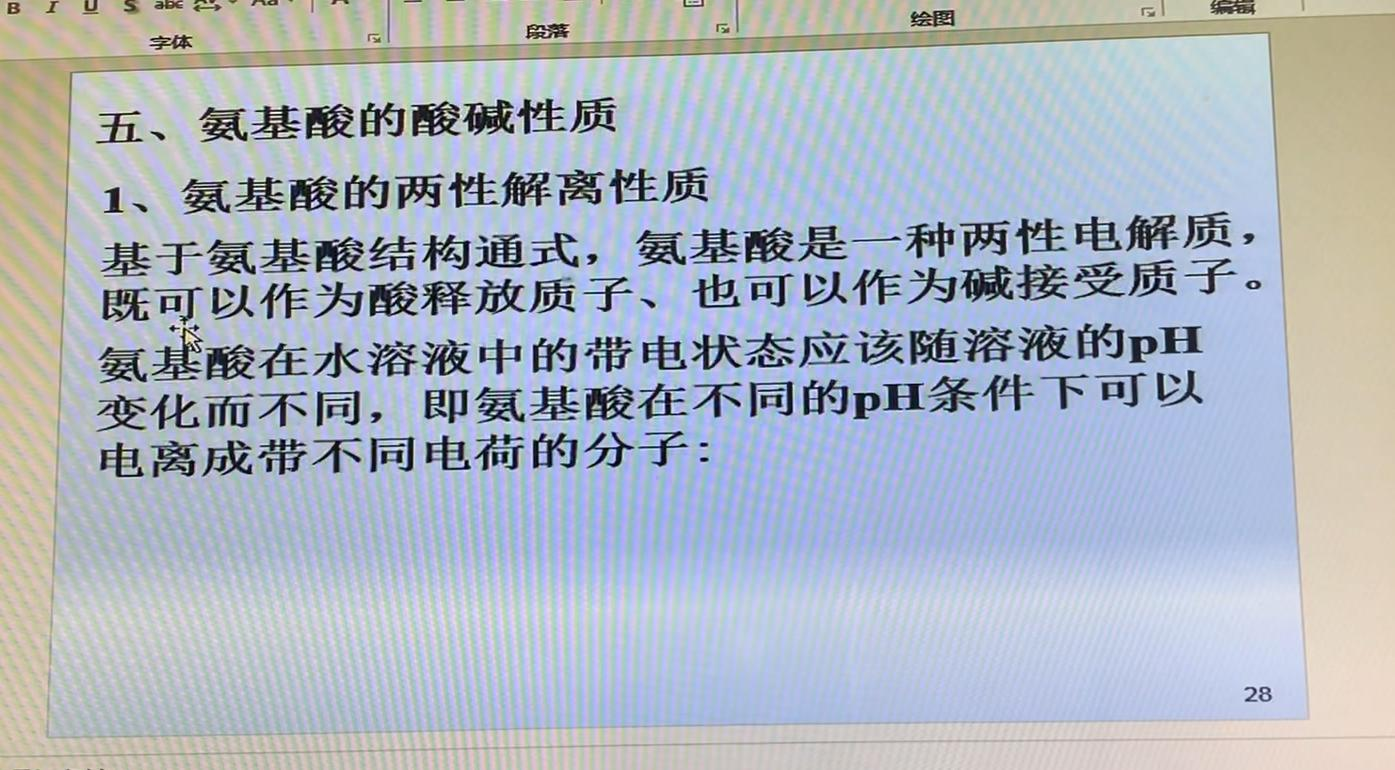 B I U S abc Aa
字体 段落 绘图 编辑
五、氨基酸的酸碱性质
1、氨基酸的两性解离性质
基于氨基酸结构通式，氨基酸是一种两性电解质，
既可以作为酸释放质子、也可以作为碱接受质子。
氨基酸在水溶液中的带电状态应该随溶液的pH
变化而不同，即氨基酸在不同的pH条件下可以
电离成带不同电荷的分子：
28